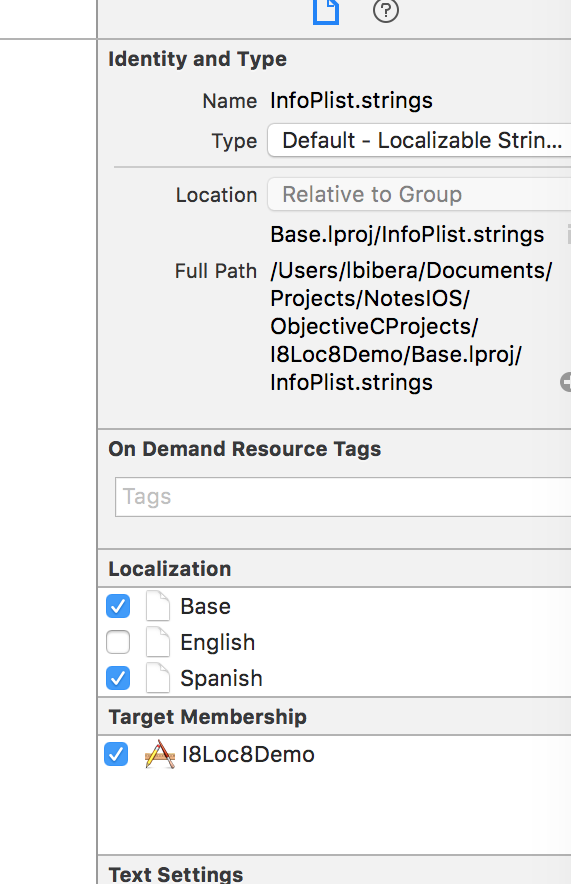 Identity and Type
Name InfoPlist.strings
Type Default - Localizable Strin...
Location Relative to Group
Base.lproj/InfoPlist.strings
Full Path /Users/lbibera/Documents/
Projects/NotesIOS/
ObjectiveCProjects/
I8Loc8Demo/Base.lproj/
InfoPlist.strings
On Demand Resource Tags
Tags
Localization
Base
English
Spanish
Target Membership
I8Loc8Demo
Text Settings